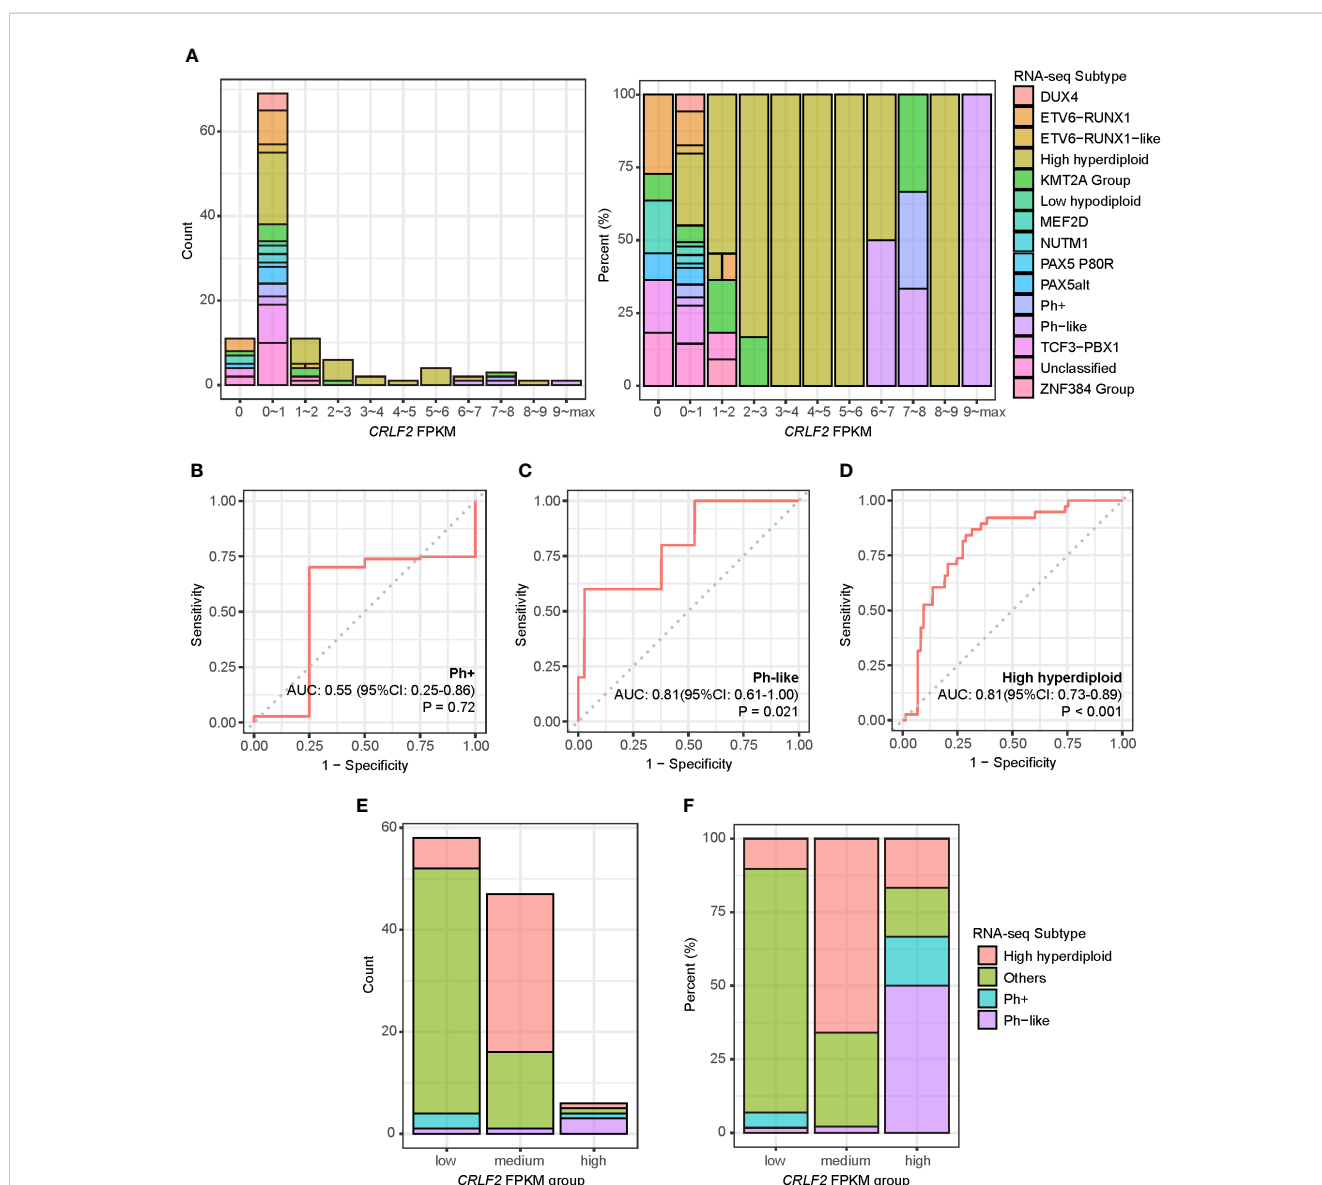 A
Count
60
40
20
0
0 0~1 1~2 2~3 3~4 4~5 5~6 6~7 7~8 8~9 9~max
CRLF2 FPKM
Percent (%)
100
75
50
25
0
0 0~1 1~2 2~3 3~4 4~5 5~6 6~7 7~8 8~9 9~max
CRLF2 FPKM
RNA-seq Subtype
DUX4
ETV6−RUNX1
ETV6−RUNX1−like
High hyperdiploid
KMT2A Group
Low hypodiploid
MEF2D
NUTM1
PAX5 P80R
PAX5alt
Ph+
Ph−like
TCF3−PBX1
Unclassified
ZNF384 Group
B
Sensitivity
1.00
0.75
0.50
0.25
0.00
Ph+
AUC: 0.55 (95%CI: 0.25-0.86)
P = 0.72
0.00 0.25 0.50 0.75 1.00
1 − Specificity
C
Sensitivity
1.00
0.75
0.50
0.25
0.00
Ph-like
AUC: 0.81(95%CI: 0.61-1.00)
P = 0.021
0.00 0.25 0.50 0.75 1.00
1 − Specificity
D
Sensitivity
1.00
0.75
0.50
0.25
0.00
High hyperdiploid
AUC: 0.81(95%CI: 0.73-0.89)
P < 0.001
0.00 0.25 0.50 0.75 1.00
1 − Specificity
E
Count
60
40
20
0
low medium high
CRLF2 FPKM group
F
Percent (%)
100
75
50
25
0
low medium high
CRLF2 FPKM group
RNA-seq Subtype
High hyperdiploid
Others
Ph+
Ph−like